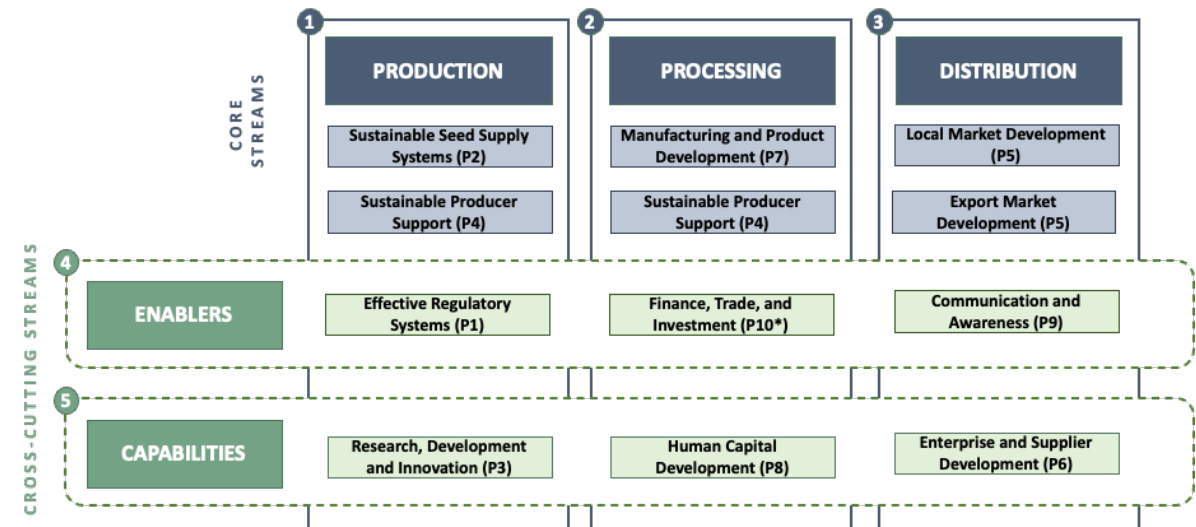 1
2
3
PRODUCTION
PROCESSING
DISTRIBUTION
CORE
STREAMS
Sustainable Seed Supply
Systems (P2)
Manufacturing and Product
Development (P7)
Local Market Development
(P5)
Sustainable Producer
Support (P4)
Sustainable Producer
Support (P4)
Export Market
Development (P5)
CROSS-CUTTING STREAMS
4
ENABLERS
Effective Regulatory
Systems (P1)
Finance, Trade, and
Investment (P10*)
Communication and
Awareness (P9)
5
CAPABILITIES
Research, Development
and Innovation (P3)
Human Capital
Development (P8)
Enterprise and Supplier
Development (P6)